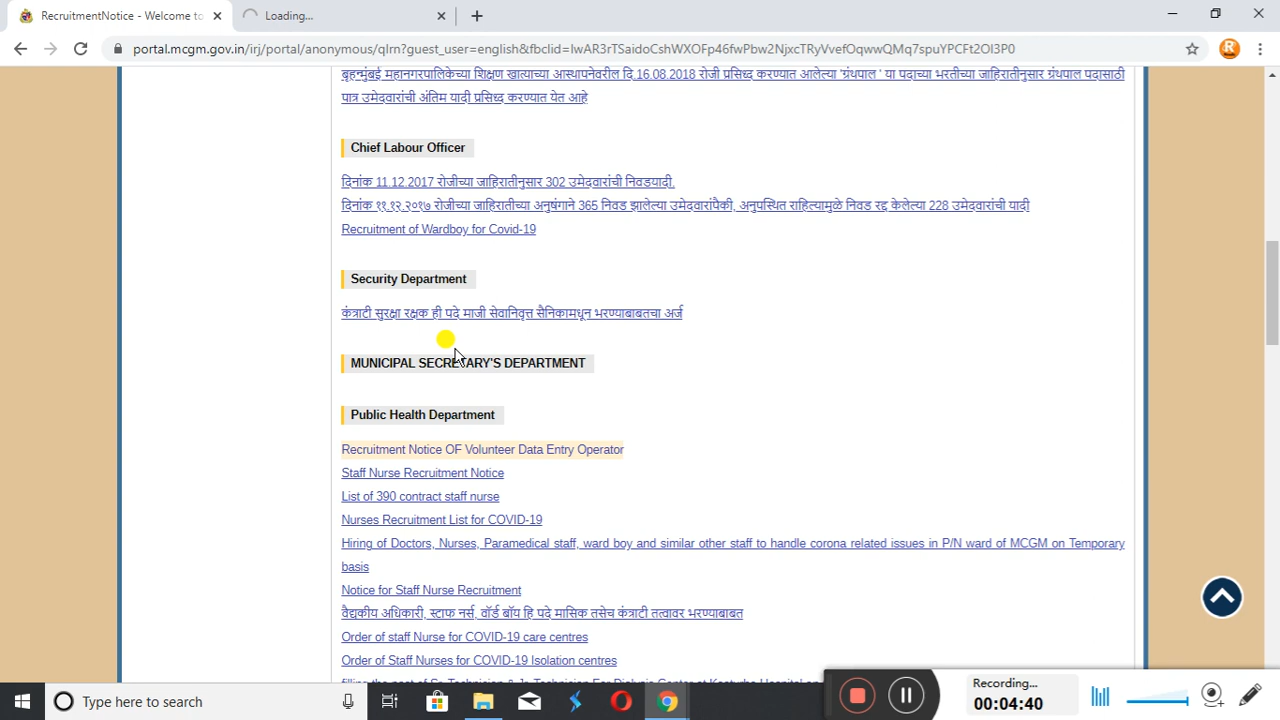 RecruitmentNotice - Welcome to
Loading...
portal.mcgm.gov.in/irj/portal/anonymous/qlrn?guest_user=english&fbclid=IwAR3rTSaidoCshWXOFp46fwPbw2NjxcTRyVvefOqwwQMq7spuYPCFt2OI3P0
बृहन्मुंबई महानगरपालिकेच्या शिक्षण खात्याच्या आस्थापनेवरील दि.16.08.2018 रोजी प्रसिध्द करण्यात आलेल्या 'ग्रंथपाल ' या पदाच्या भरतीच्या जाहिरातीनुसार ग्रंथपाल पदासाठी
पात्र उमेदवारांची अंतिम यादी प्रसिध्द करण्यात येत आहे
Chief Labour Officer
दिनांक 11.12.2017 रोजीच्या जाहिरातीनुसार 302 उमेदवारांची निवडयादी.
दिनांक ११.१२.२०१७ रोजीच्या जाहिरातीच्या अनुषंगाने 365 निवड झालेल्या उमेदवारांपैकी, अनुपस्थित राहिल्यामुळे निवड रद्द केलेल्या 228 उमेदवारांची यादी
Recruitment of Wardboy for Covid-19
Security Department
कंत्राटी सुरक्षा रक्षक ही पदे माजी सेवानिवृत्त सैनिकामधून भरण्याबाबतचा अर्ज
MUNICIPAL SECRETARY'S DEPARTMENT
Public Health Department
Recruitment Notice OF Volunteer Data Entry Operator
Staff Nurse Recruitment Notice
List of 390 contract staff nurse
Nurses Recruitment List for COVID-19
Hiring of Doctors, Nurses, Paramedical staff, ward boy and similar other staff to handle corona related issues in P/N ward of MCGM on Temporary
basis
Notice for Staff Nurse Recruitment
वैद्यकीय अधिकारी, स्टाफ नर्स, वॉर्ड बॉय हि पदे मासिक तसेच कंत्राटी तत्वावर भरण्याबाबत
Order of staff Nurse for COVID-19 care centres
Order of Staff Nurses for COVID-19 Isolation centres
Type here to search
Recording...
00:04:40